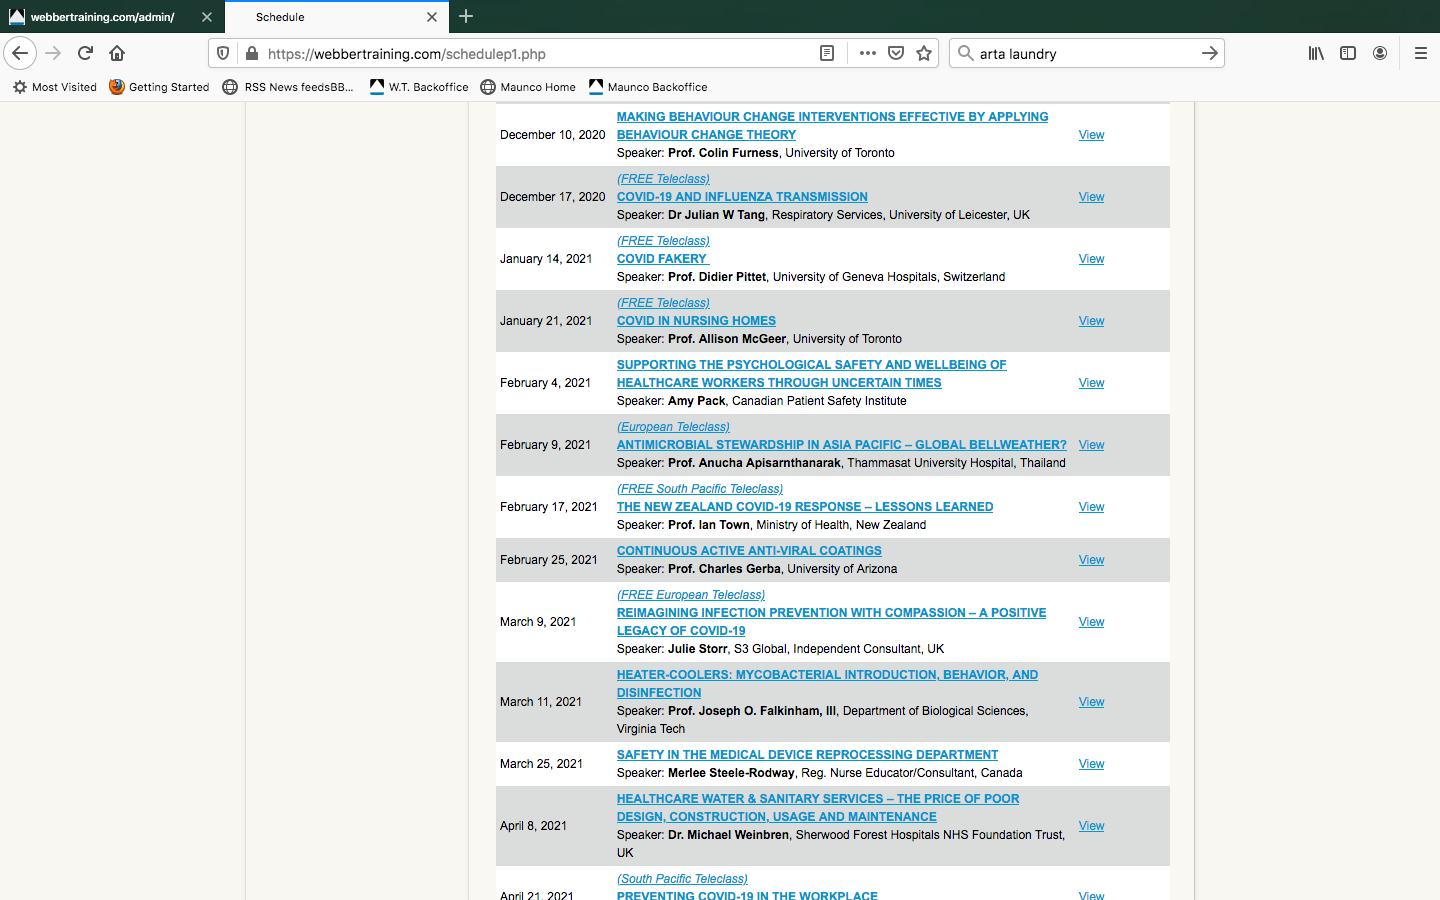 webbertraining.com/admin/
Schedule
https://webbertraining.com/schedulep1.php
arta laundry
Most Visited
Getting Started
RSS News feedsBB...
W.T. Backoffice
Maunco Home
Maunco Backoffice
December 10, 2020
MAKING BEHAVIOUR CHANGE INTERVENTIONS EFFECTIVE BY APPLYING
BEHAVIOUR CHANGE THEORY
Speaker: Prof. Colin Furness, University of Toronto
View
December 17, 2020
(FREE Teleclass)
COVID-19 AND INFLUENZA TRANSMISSION
Speaker: Dr Julian W Tang, Respiratory Services, University of Leicester, UK
View
January 14, 2021
(FREE Teleclass)
COVID FAKERY
Speaker: Prof. Didier Pittet, University of Geneva Hospitals, Switzerland
View
January 21, 2021
(FREE Teleclass)
COVID IN NURSING HOMES
Speaker: Prof. Allison McGeer, University of Toronto
View
February 4, 2021
SUPPORTING THE PSYCHOLOGICAL SAFETY AND WELLBEING OF
HEALTHCARE WORKERS THROUGH UNCERTAIN TIMES
Speaker: Amy Pack, Canadian Patient Safety Institute
View
February 9, 2021
(European Teleclass)
ANTIMICROBIAL STEWARDSHIP IN ASIA PACIFIC – GLOBAL BELLWEATHER?
Speaker: Prof. Anucha Apisarnthanarak, Thammasat University Hospital, Thailand
View
February 17, 2021
(FREE South Pacific Teleclass)
THE NEW ZEALAND COVID-19 RESPONSE – LESSONS LEARNED
Speaker: Prof. Ian Town, Ministry of Health, New Zealand
View
February 25, 2021
CONTINUOUS ACTIVE ANTI-VIRAL COATINGS
Speaker: Prof. Charles Gerba, University of Arizona
View
March 9, 2021
(FREE European Teleclass)
REIMAGINING INFECTION PREVENTION WITH COMPASSION – A POSITIVE
LEGACY OF COVID-19
Speaker: Julie Storr, S3 Global, Independent Consultant, UK
View
March 11, 2021
HEATER-COOLERS: MYCOBACTERIAL INTRODUCTION, BEHAVIOR, AND
DISINFECTION
Speaker: Prof. Joseph O. Falkinham, III, Department of Biological Sciences,
Virginia Tech
View
March 25, 2021
SAFETY IN THE MEDICAL DEVICE REPROCESSING DEPARTMENT
Speaker: Merlee Steele-Rodway, Reg. Nurse Educator/Consultant, Canada
View
April 8, 2021
HEALTHCARE WATER & SANITARY SERVICES – THE PRICE OF POOR
DESIGN, CONSTRUCTION, USAGE AND MAINTENANCE
Speaker: Dr. Michael Weinbren, Sherwood Forest Hospitals NHS Foundation Trust,
UK
View
April 21, 2021
(South Pacific Teleclass)
PREVENTING COVID-19 IN THE WORKPLACE
View